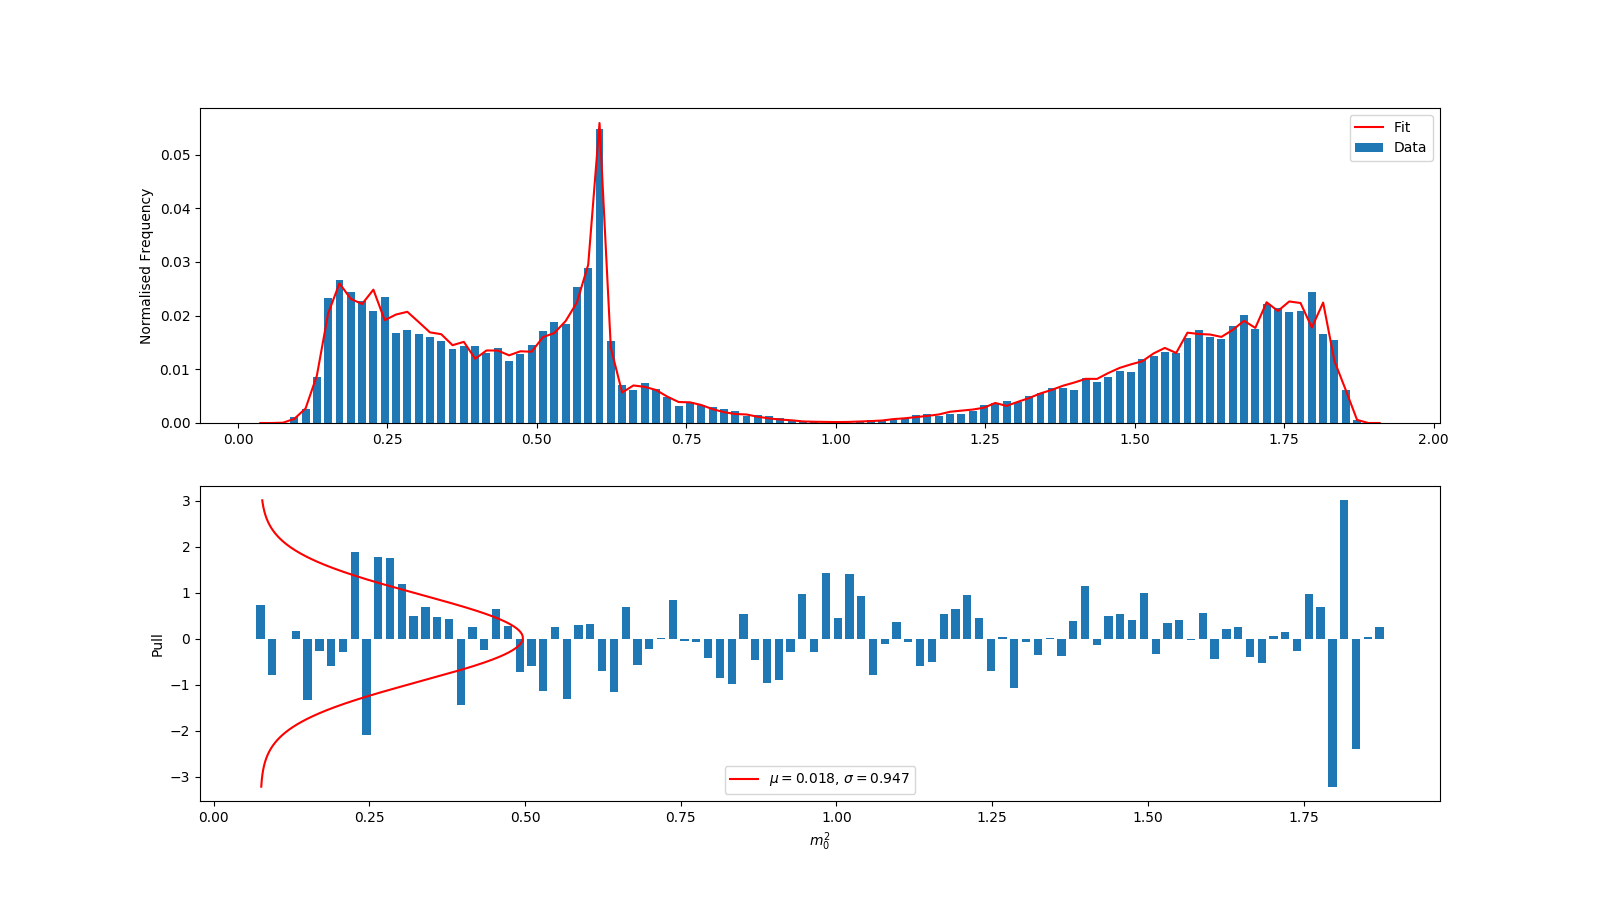 Normalised Frequency
0.05
0.04
0.03
0.02
0.01
0.00
0.00 0.25 0.50 0.75 1.00 1.25 1.50 1.75 2.00
Fit
Data
Pull
3
2
1
0
−1
−2
−3
μ = 0.018, σ = 0.947
0.00 0.25 0.50 0.75 1.00 1.25 1.50 1.75
$m_0^2$